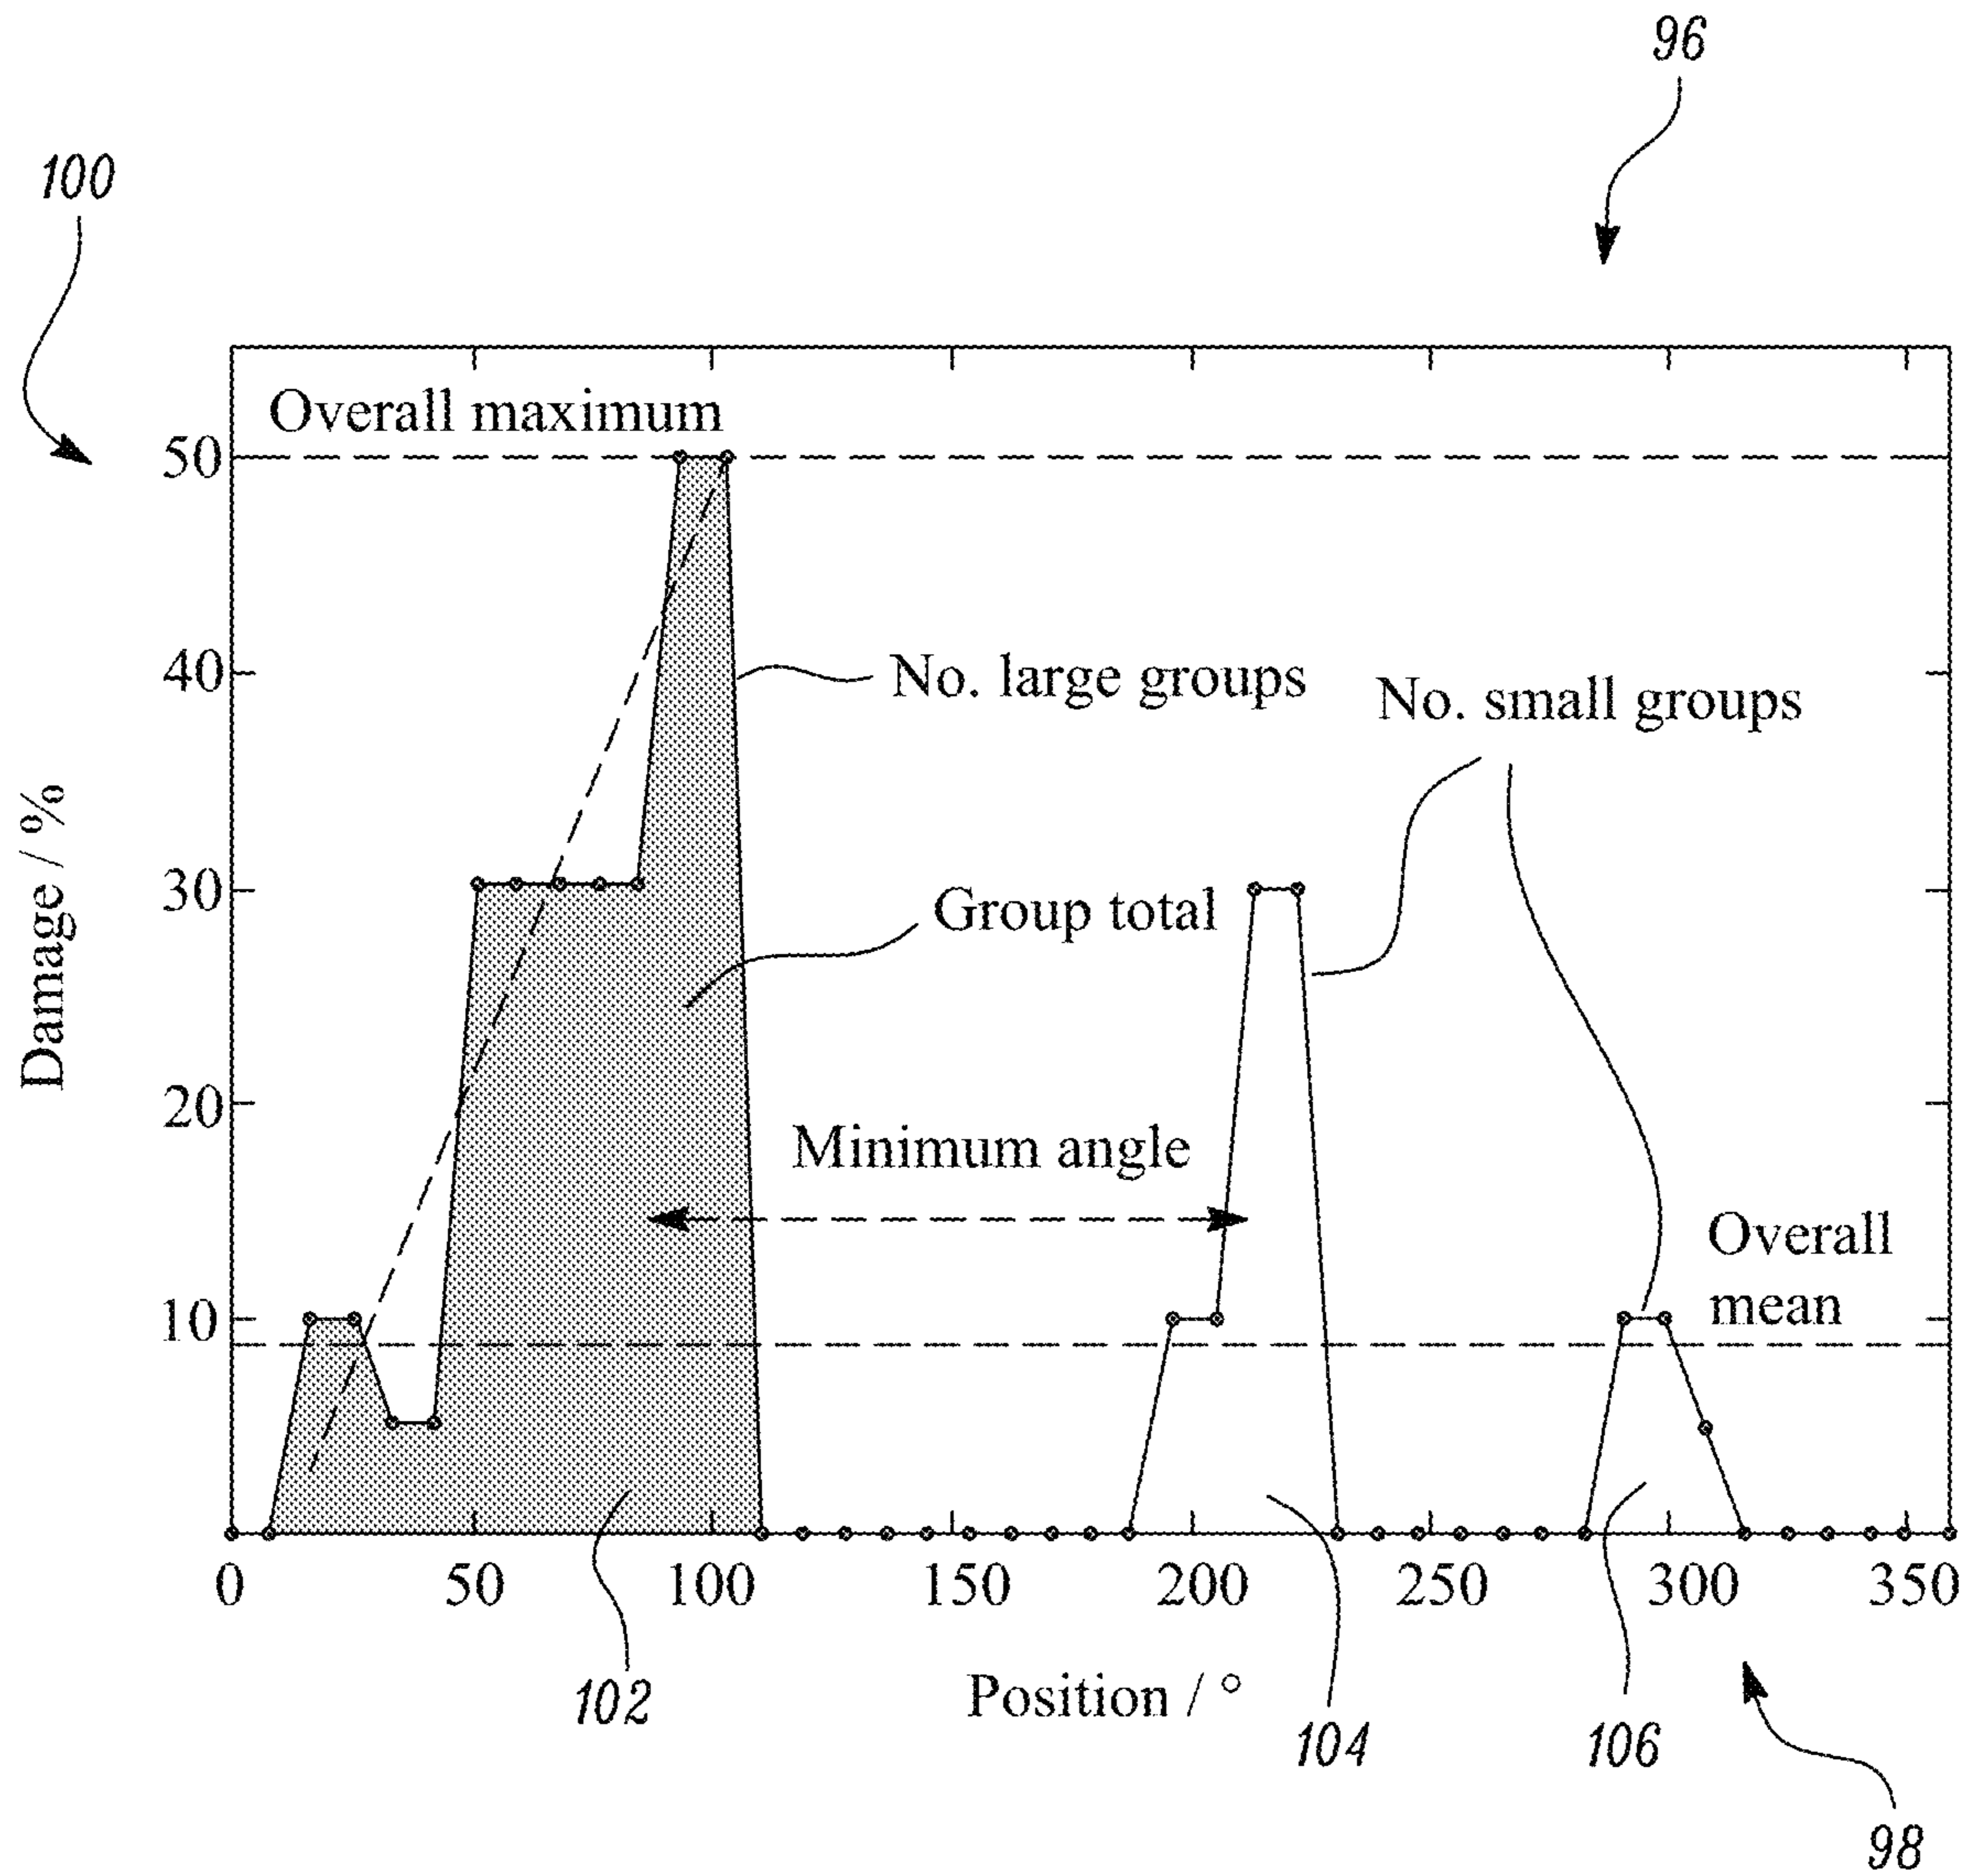 96
100
Overall maximum
50
40
30
20
10
Damage / %
No. large groups
No. small groups
Group total
Minimum angle
Overall
mean
0 50 100 150 200 250 300 350
102
Position / °
104
106
98